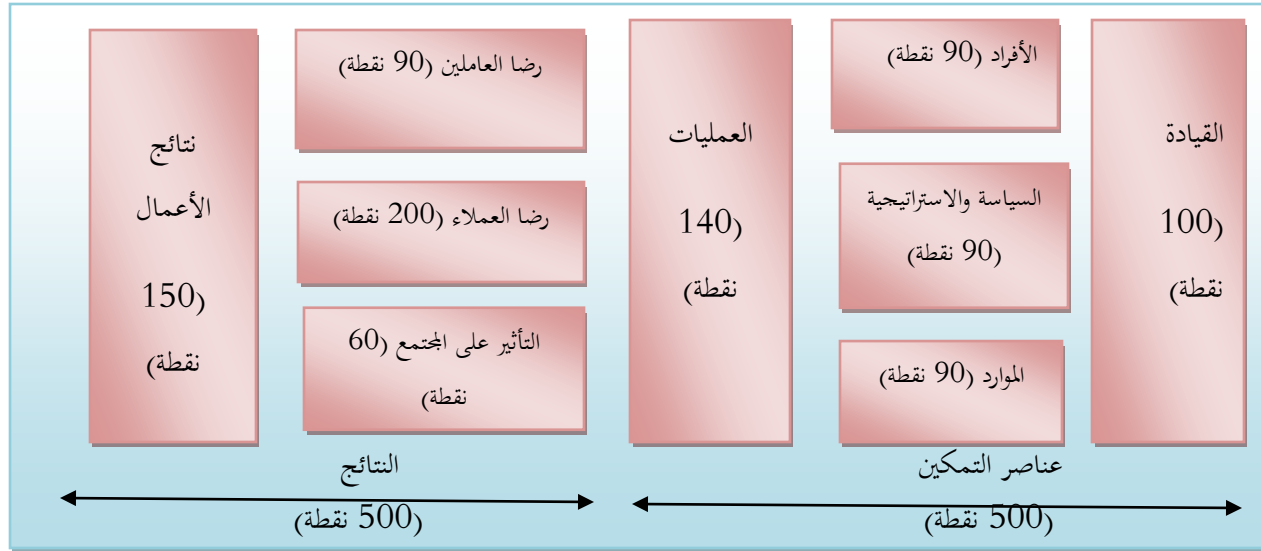 القيادة
(100
نقطة)
الأفراد (90 نقطة)
السياسة والاستراتيجية
(90 نقطة)
الموارد (90 نقطة)
العمليات
(140
نقطة)
رضا العاملين (90 نقطة)
رضا العملاء (200 نقطة)
التأثير على المجتمع (60
نقطة)
نتائج
الأعمال
(150
نقطة)
عناصر التمكين
(500 نقطة)
النتائج
(500 نقطة)